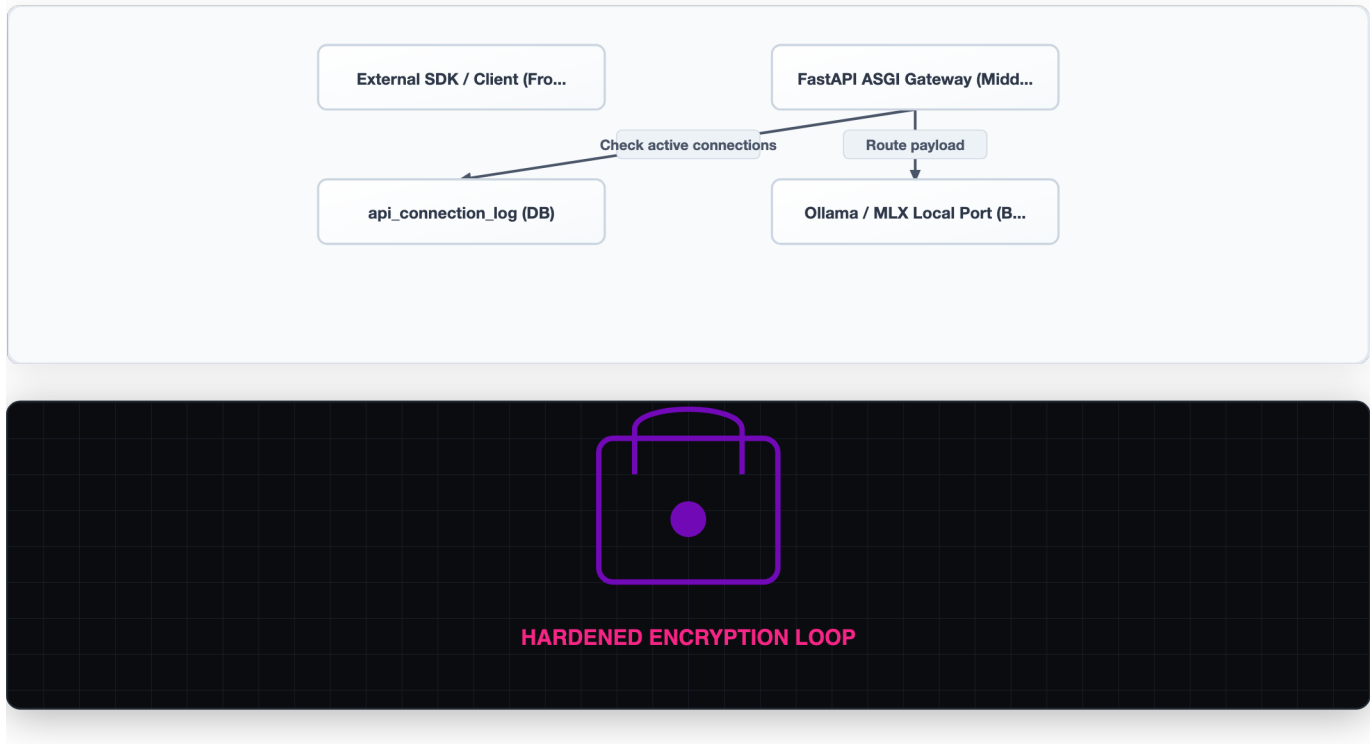 External SDK / Client (Fro...
FastAPI ASGI Gateway (Midd...
Check active connections
Route payload
api_connection_log (DB)
Ollama / MLX Local Port (B...
HARDENED ENCRYPTION LOOP